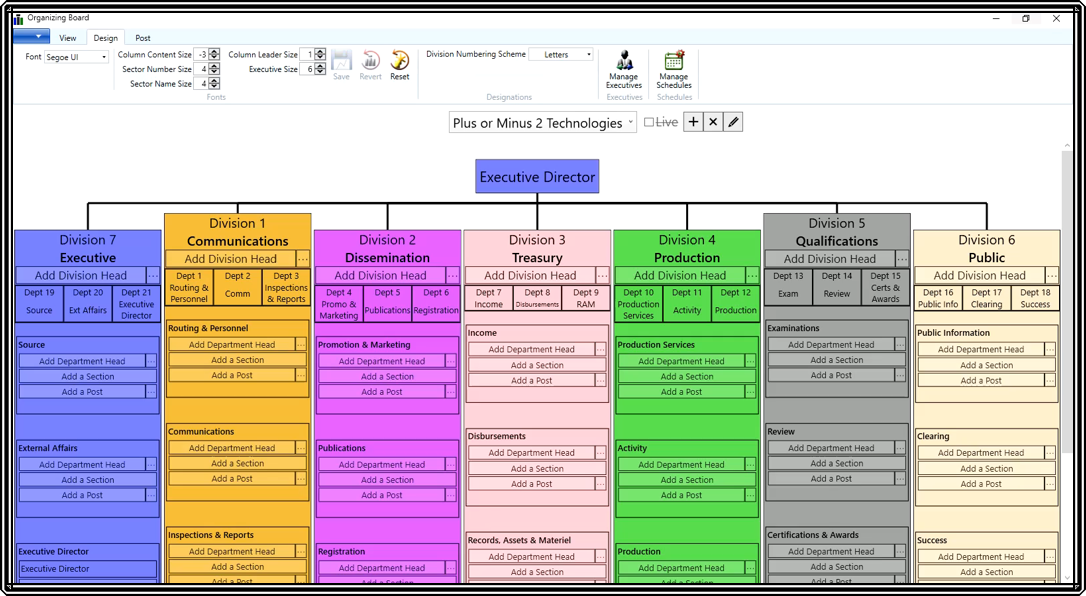 Organizing Board
View Design Post
Font Segoe UI
Column Content Size -3
Sector Number Size 4
Sector Name Size 4
Column Leader Size 1
Executive Size 6
Save Revert Reset
Fonts
Division Numbering Scheme Letters
Designations
Manage Executives
Executives
Manage Schedules
Schedules
Plus or Minus 2 Technologies Live
Executive Director
Division 7
Executive
Add Division Head ...
Dept 19 Source
Dept 20 Ext Affairs
Dept 21 Executive Director
Source
Add Department Head ...
Add a Section
Add a Post ...
External Affairs
Add Department Head ...
Add a Section
Add a Post ...
Executive Director
Executive Director
Division 1
Communications
Add Division Head ...
Dept 1 Routing & Personnel
Dept 2 Comm
Dept 3 Inspections & Reports
Routing & Personnel
Add Department Head ...
Add a Section
Add a Post ...
Communications
Add Department Head ...
Add a Section
Add a Post ...
Inspections & Reports
Add Department Head ...
Add a Section
Add a Post ...
Division 2
Dissemination
Add Division Head ...
Dept 4 Promo & Marketing
Dept 5 Publications
Dept 6 Registration
Promotion & Marketing
Add Department Head ...
Add a Section
Add a Post ...
Publications
Add Department Head ...
Add a Section
Add a Post ...
Registration
Add Department Head ...
Add a Section
Division 3
Treasury
Add Division Head ...
Dept 7 Income
Dept 8 Disbursements
Dept 9 RAM
Income
Add Department Head ...
Add a Section
Add a Post ...
Disbursements
Add Department Head ...
Add a Section
Add a Post ...
Records, Assets & Materiel
Add Department Head ...
Add a Section
Division 4
Production
Add Division Head ...
Dept 10 Production Services
Dept 11 Activity
Dept 12 Production
Production Services
Add Department Head ...
Add a Section
Add a Post ...
Activity
Add Department Head ...
Add a Section
Add a Post ...
Production
Add Department Head ...
Add a Section
Division 5
Qualifications
Add Division Head ...
Dept 13 Exam
Dept 14 Review
Dept 15 Certs & Awards
Examinations
Add Department Head ...
Add a Section
Add a Post ...
Review
Add Department Head ...
Add a Section
Add a Post ...
Certifications & Awards
Add Department Head ...
Add a Section
Add a Post ...
Division 6
Public
Add Division Head ...
Dept 16 Public Info
Dept 17 Clearing
Dept 18 Success
Public Information
Add Department Head ...
Add a Section
Add a Post ...
Clearing
Add Department Head ...
Add a Section
Add a Post ...
Success
Add Department Head ...
Add a Section